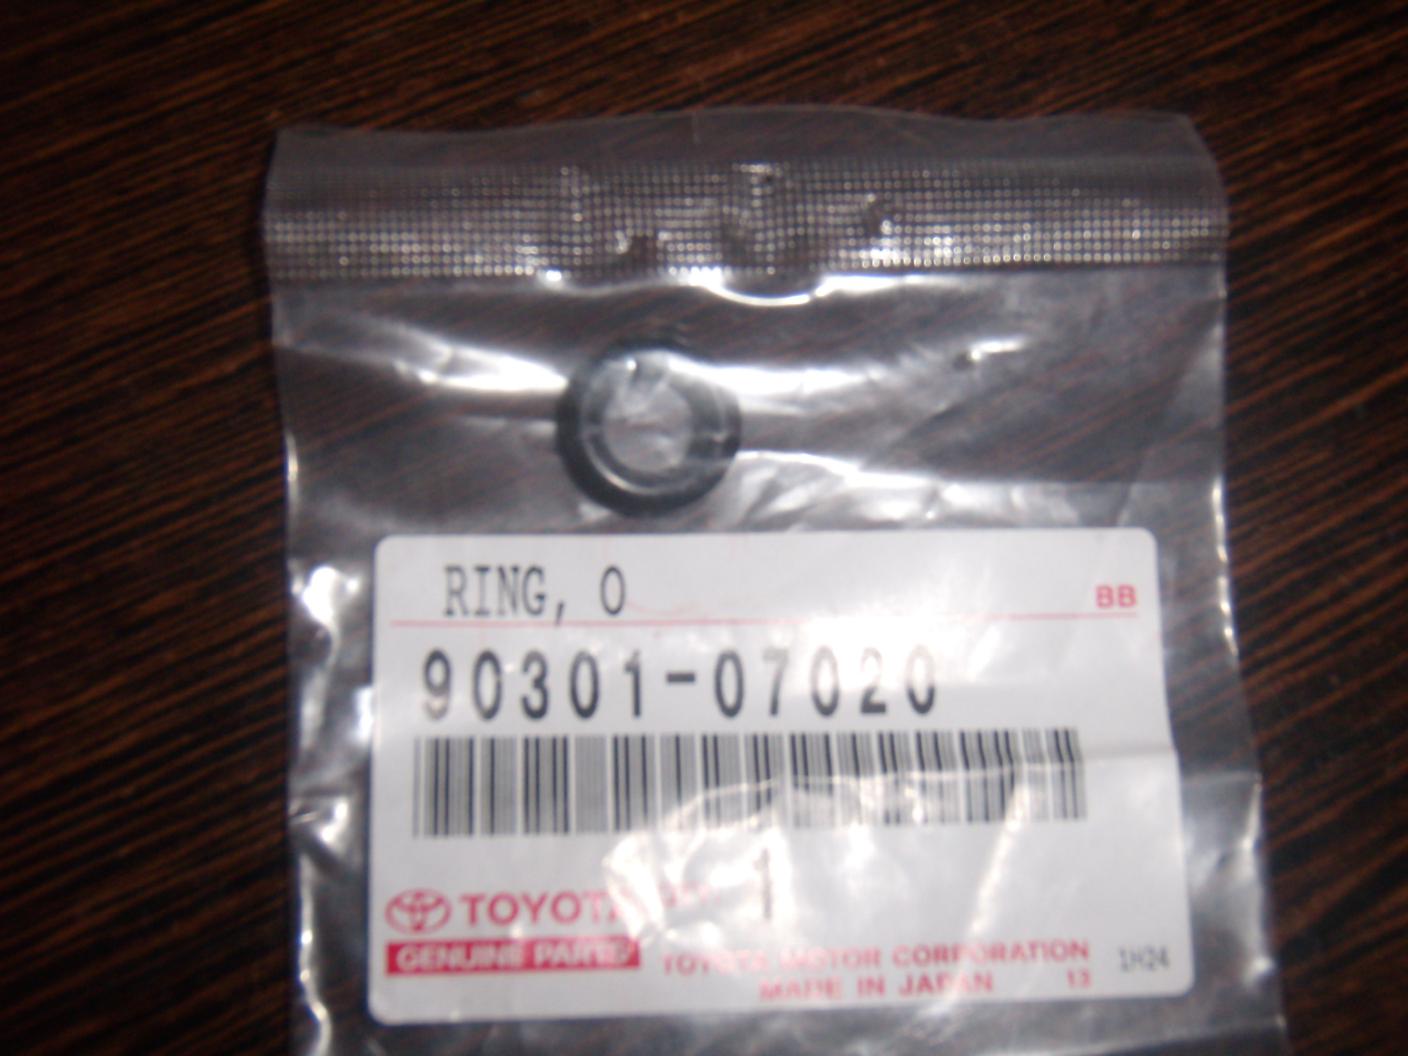 RING, O
BB
90301-07020
1
TOYOTA
GENUINE PARTS
TOYOTA MOTOR CORPORATION
1H24
MADE IN JAPAN 13